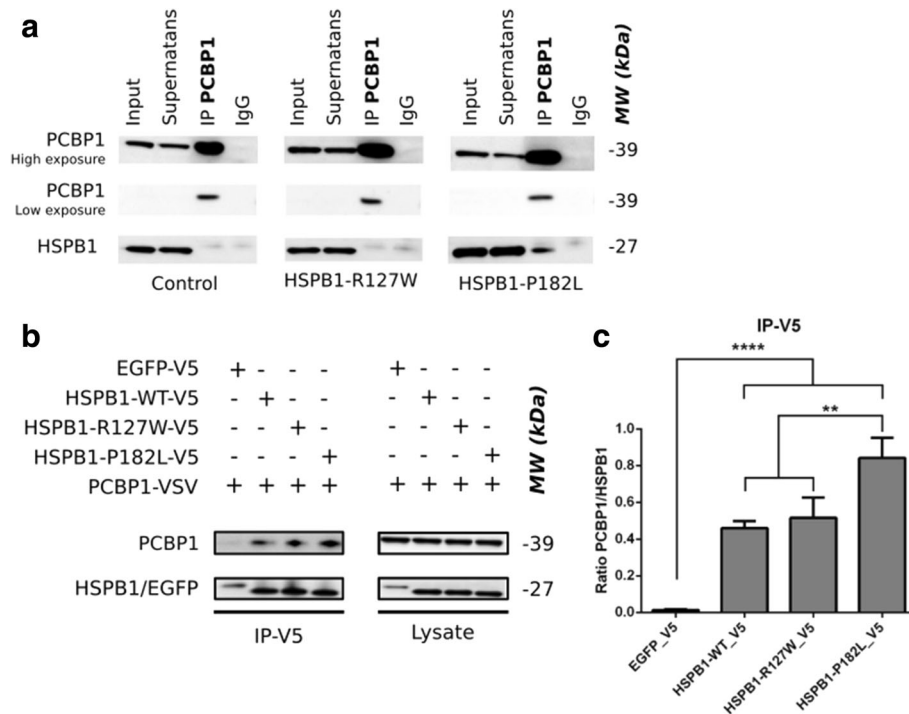 a
Input
Supernatans
IP PCBP1
IgG
Input
Supernatans
IP PCBP1
IgG
Input
Supernatans
IP PCBP1
IgG
MW (kDa)
PCBP1
High exposure
-39
PCBP1
Low exposure
-39
HSPB1
-27
Control
HSPB1-R127W
HSPB1-P182L
b
EGFP-V5 + - - - + - - -
HSPB1-WT-V5 - + - - - + - -
HSPB1-R127W-V5 - - + - - - + -
HSPB1-P182L-V5 - - - + - - - +
PCBP1-VSV + + + + + + + +
MW (kDa)
PCBP1
-39
HSPB1/EGFP
-27
IP-V5
Lysate
c
IP-V5
****
**
Ratio PCBP1/HSPB1
1.0
0.8
0.6
0.4
0.2
0.0
EGFP_V5
HSPB1-WT_V5
HSPB1-R127W_V5
HSPB1-P182L_V5